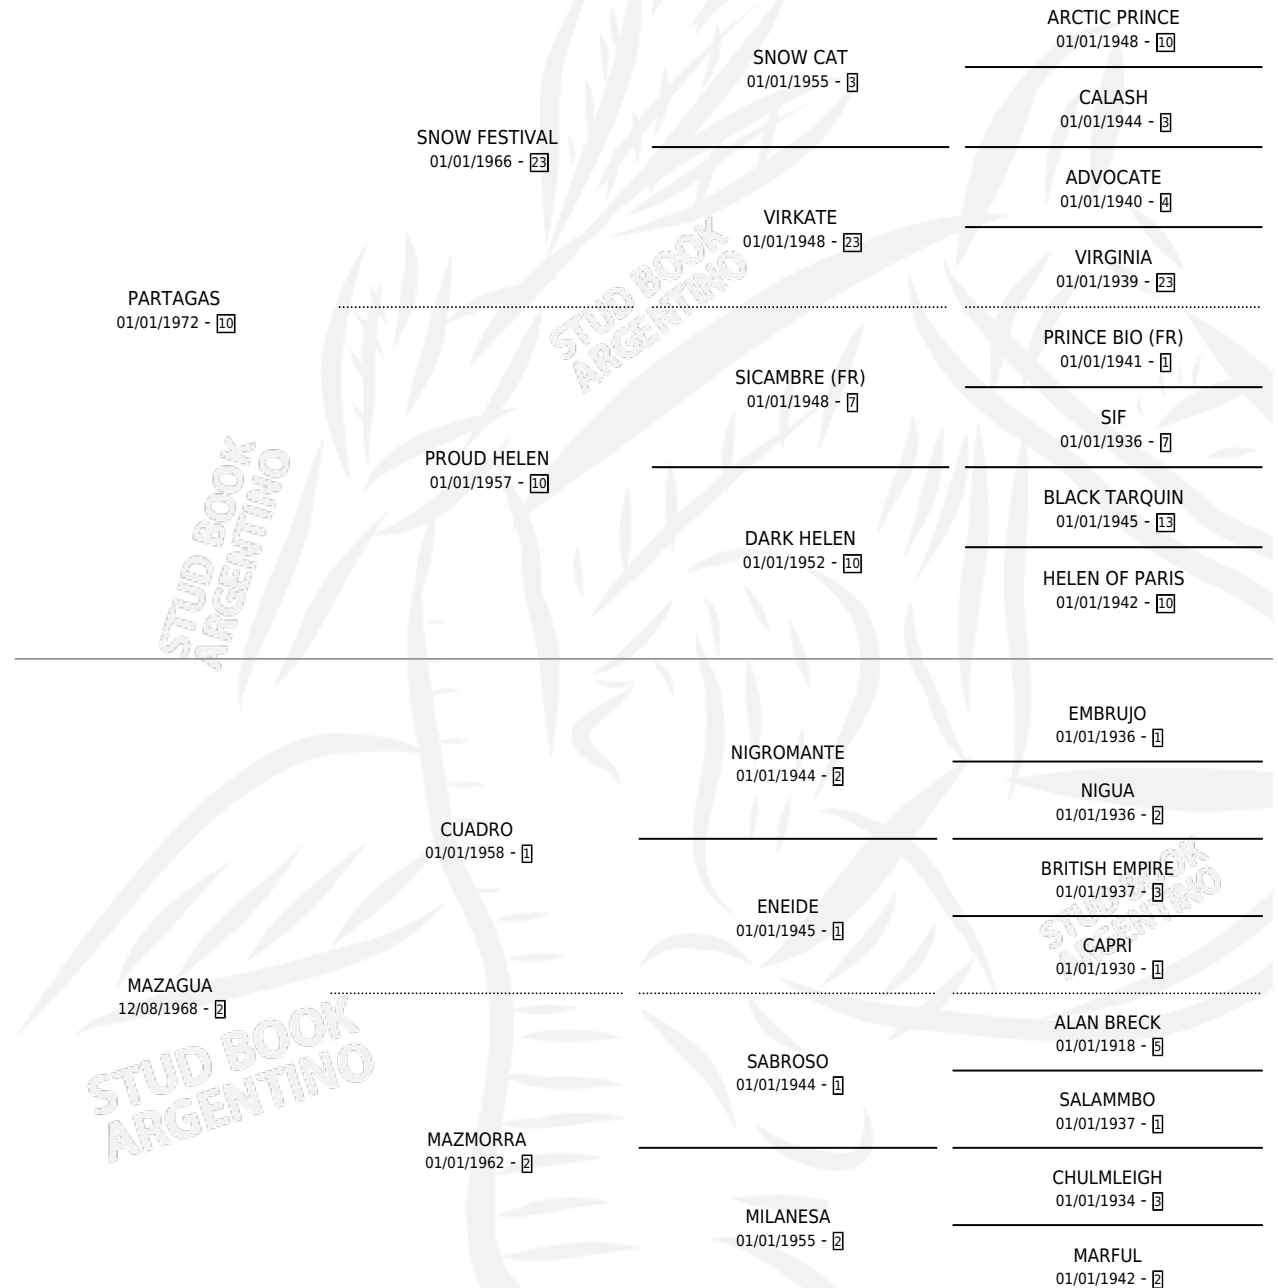 ARCTIC PRINCE
01/01/1948 - 10
SNOW CAT
01/01/1955 - 3
CALASH
01/01/1944 - 3
SNOW FESTIVAL
01/01/1966 - 23
ADVOCATE
01/01/1940 - 4
VIRKATE
01/01/1948 - 23
VIRGINIA
01/01/1939 - 23
PARTAGAS
01/01/1972 - 10
PRINCE BIO (FR)
01/01/1941 - 1
SICAMBRE (FR)
01/01/1948 - 7
SIF
01/01/1936 - 7
PROUD HELEN
01/01/1957 - 10
BLACK TARQUIN
01/01/1945 - 13
DARK HELEN
01/01/1952 - 10
HELEN OF PARIS
01/01/1942 - 10
STUD BOOK
ARGENTINO
STUD BOOK
ARGENTINO
EMBRUJO
01/01/1936 - 1
NIGROMANTE
01/01/1944 - 2
NIGUA
01/01/1936 - 2
CUADRO
01/01/1958 - 1
BRITISH EMPIRE
01/01/1937 - 3
ENEIDE
01/01/1945 - 1
CAPRI
01/01/1930 - 1
MAZAGUA
12/08/1968 - 2
ALAN BRECK
01/01/1918 - 5
SABROSO
01/01/1944 - 1
SALAMMBO
01/01/1937 - 1
MAZMORRA
01/01/1962 - 2
CHULMLEIGH
01/01/1934 - 3
MILANESA
01/01/1955 - 2
MARFUL
01/01/1942 - 2
STUD BOOK
ARGENTINO
STUD BOOK
ARGENTINO